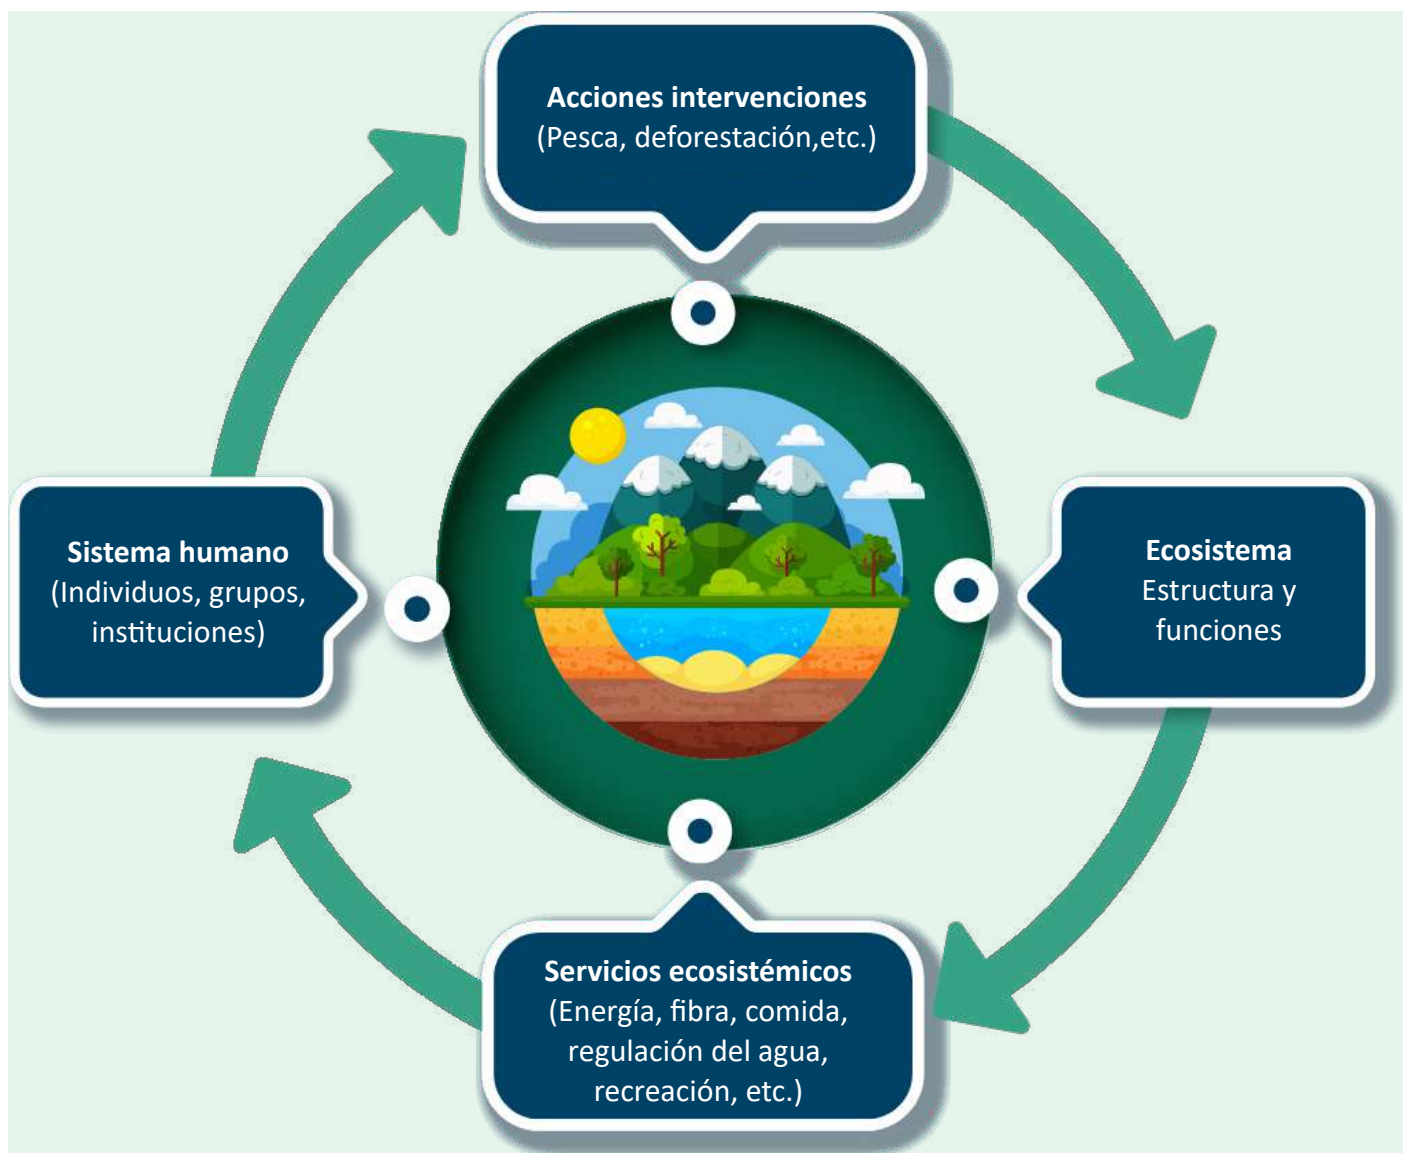 Acciones intervenciones
(Pesca, deforestación,etc.)
Sistema humano
(Individuos, grupos,
instituciones)
Ecosistema
Estructura y
funciones
Servicios ecosistémicos
(Energía, fibra, comida,
regulación del agua,
recreación, etc.)